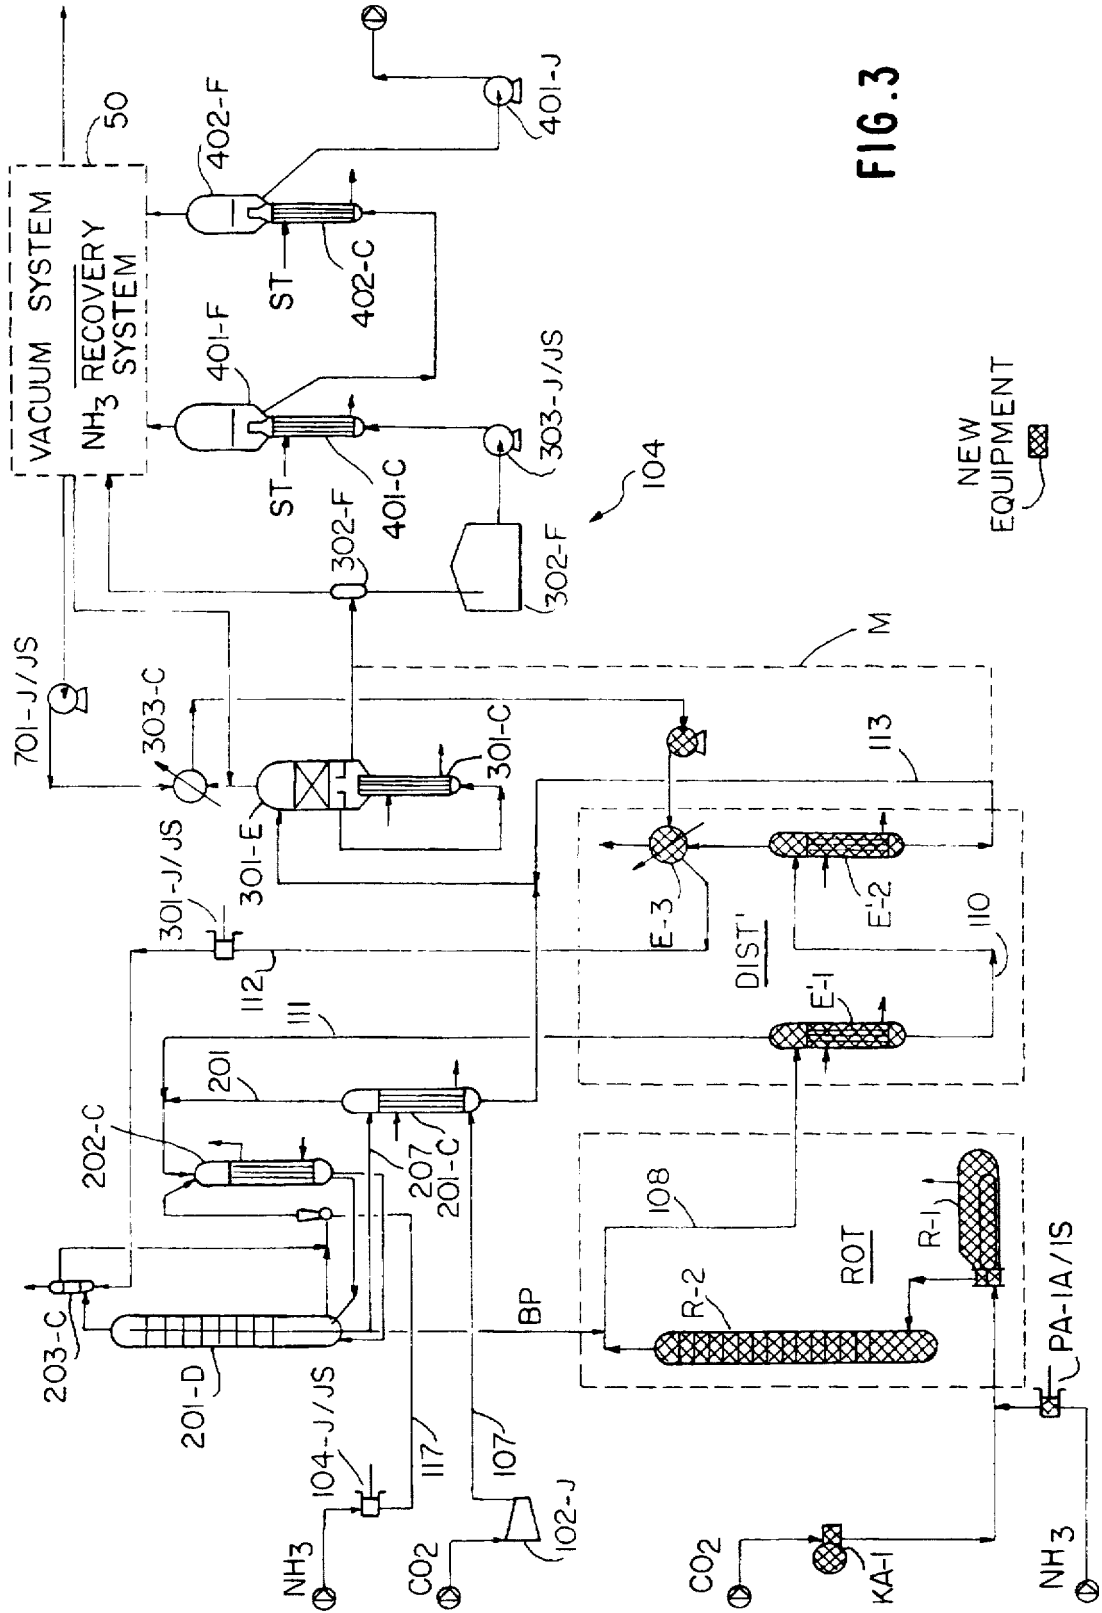 VACUUM SYSTEM
NH3 RECOVERY
SYSTEM
50
402-F
401-F
401-J
ST
402-C
ST
401-C
303-J/JS
302-F
302-F
104
701-J/JS
303-C
301-C
301-E
301-J/JS
M
113
E-3
E'-2
DIST'
110
E'-1
112
111
201
202-C
207
201-C
203-C
201-D
104-J/JS
117
107
BP
108
R-2
ROT
R-1
NH3
CO2
102-J
CO2
KA-1
PA-1A/1S
NH3
NEW
EQUIPMENT
FIG.3